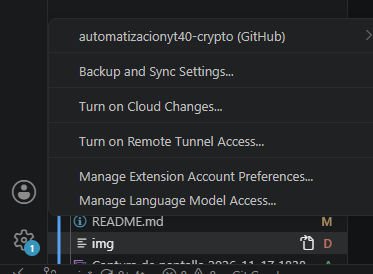 automatizacionyt40-crypto (GitHub)
Backup and Sync Settings...
Turn on Cloud Changes...
Turn on Remote Tunnel Access...
Manage Extension Account Preferences...
Manage Language Model Access...
README.md M
img D
1